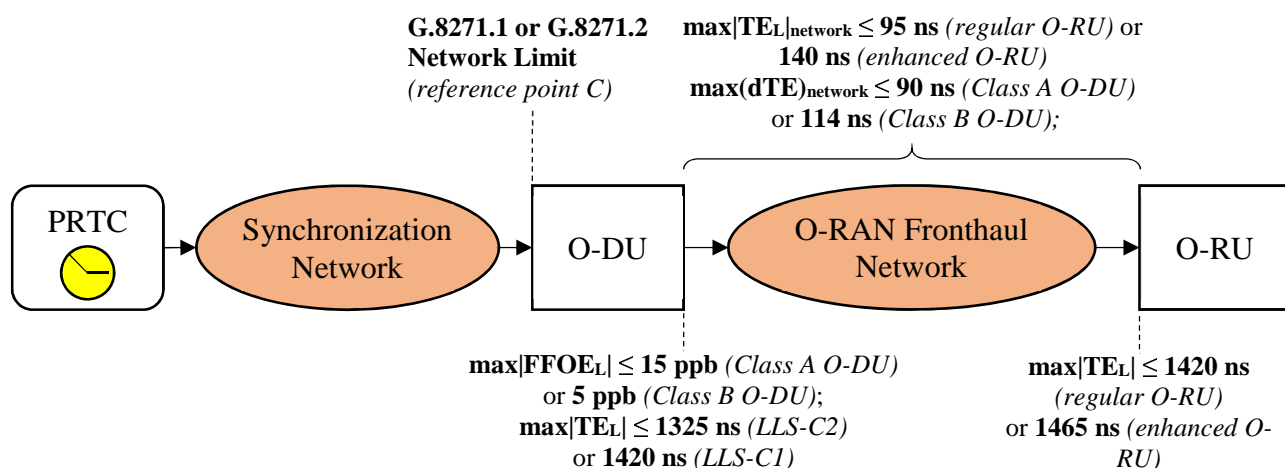 G.8271.1 or G.8271.2
Network Limit
(reference point C)
max|TEL|network ≤ 95 ns (regular O-RU) or
140 ns (enhanced O-RU)
max(dTE)network ≤ 90 ns (Class A O-DU)
or 114 ns (Class B O-DU);
PRTC
Synchronization
Network
O-DU
O-RAN Fronthaul
Network
O-RU
max|FFOEL| ≤ 15 ppb (Class A O-DU)
or 5 ppb (Class B O-DU);
max|TEL| ≤ 1325 ns (LLS-C2)
or 1420 ns (LLS-C1)
max|TEL| ≤ 1420 ns
(regular O-RU)
or 1465 ns (enhanced O-
RU)